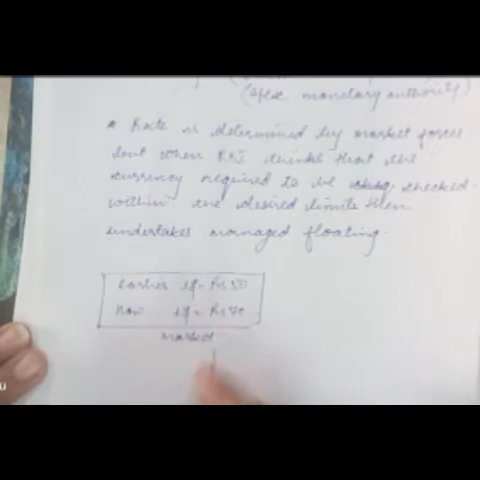 (Apex monetary authority)
* Rate is determined by market forces
but when RBI thinks that the
currency required to be checked
within the desired limits then
undertakes managed floating.
Earlier 1$ = Rs 50
Now 1$ = Rs 70
market
u